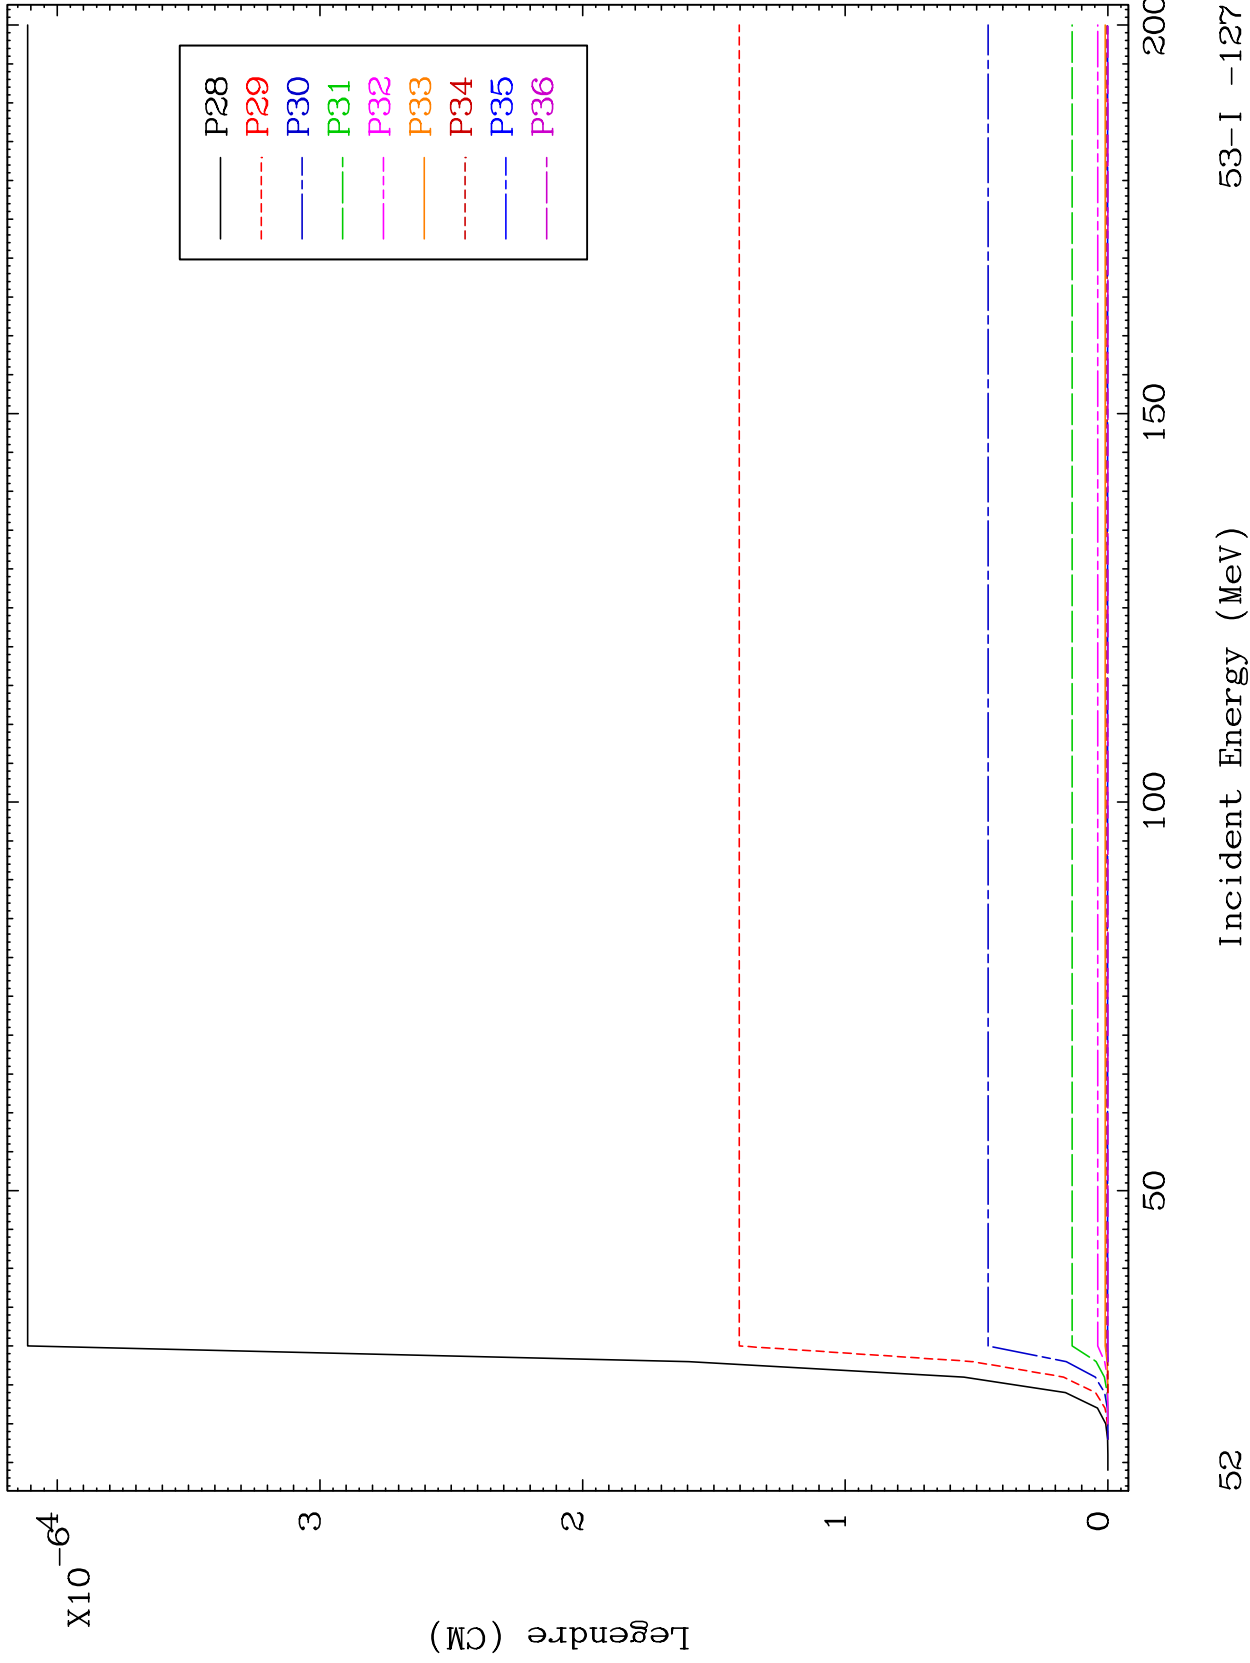 X10⁻⁶
4
3
2
1
0
Legendre (CM)
P28
P29
P30
P31
P32
P33
P34
P35
P36
50
100
150
200
Incident Energy (MeV)
52
53-I -127